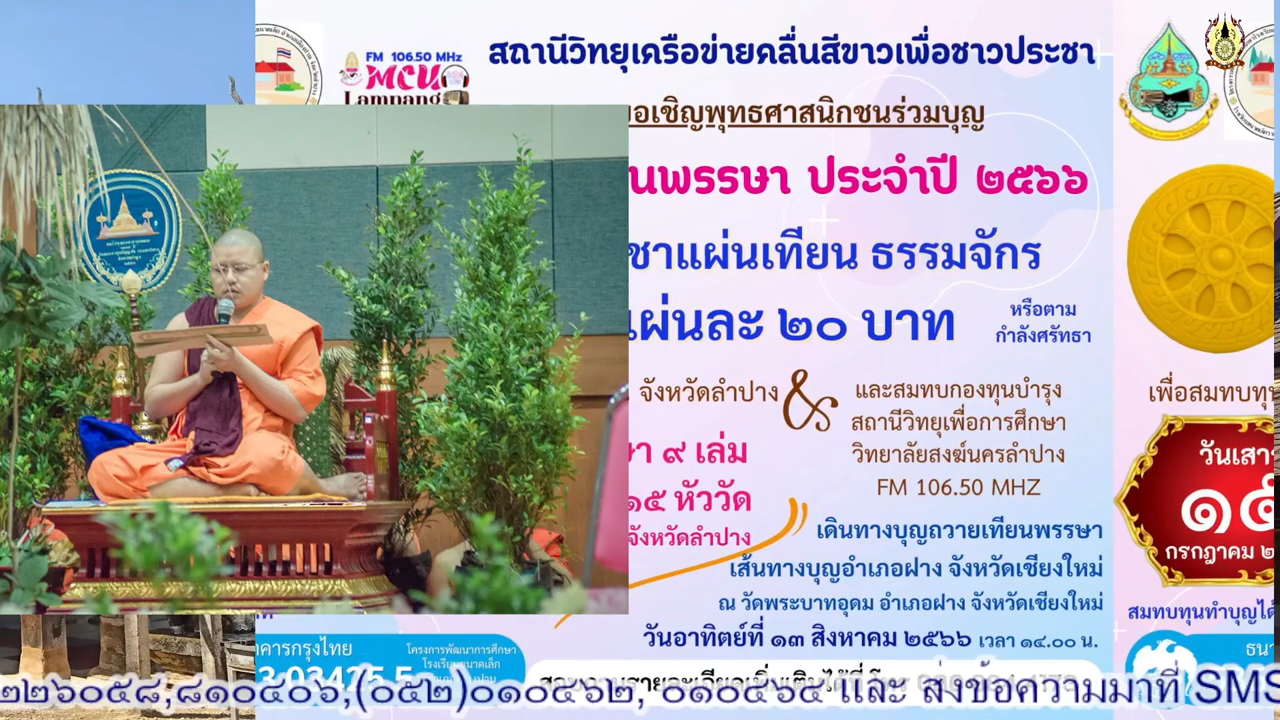 FM 106.50 MHz
MCU
Lampang
สถานีวิทยุเครือข่ายคลื่นสีขาวเพื่อชาวประชา
อเชิญพุทธศาสนิกชนร่วมบุญ
นพรรษา ประจำปี ๒๕๖๖
ชาแผ่นเทียน ธรรมจักร
แผ่นละ ๒๐ บาท
หรือตาม
กำลังศรัทธา
จังหวัดลำปาง & และสมทบกองทุนบำรุง
สถานีวิทยุเพื่อการศึกษา
วิทยาลัยสงฆ์นครลำปาง
FM 106.50 MHZ
ษา ๙ เล่ม
๑๕ หัววัด
จังหวัดลำปาง
เดินทางบุญถวายเทียนพรรษา
เส้นทางบุญอำเภอฝาง จังหวัดเชียงใหม่
ณ วัดพระบาทอุดม อำเภอฝาง จังหวัดเชียงใหม่
วันอาทิตย์ที่ ๑๓ สิงหาคม ๒๕๖๖ เวลา ๑๔.๐๐ น.
เพื่อสมทบทุน
วันเสาร์
๑๕
กรกฎาคม ๒
สมทบทุนทำบุญได้
ธนา
คารกรุงไทย
โครงการพัฒนาการศึกษา
โรงเรียนขนาดเล็ก
๒๒๖๐๕๘;๘๑๐๔๐๖,(๐๕๒)๐๑๐๔๖๒, ๐๑๐๔๖๔ และ ส่งข้อความมาที่ SMS